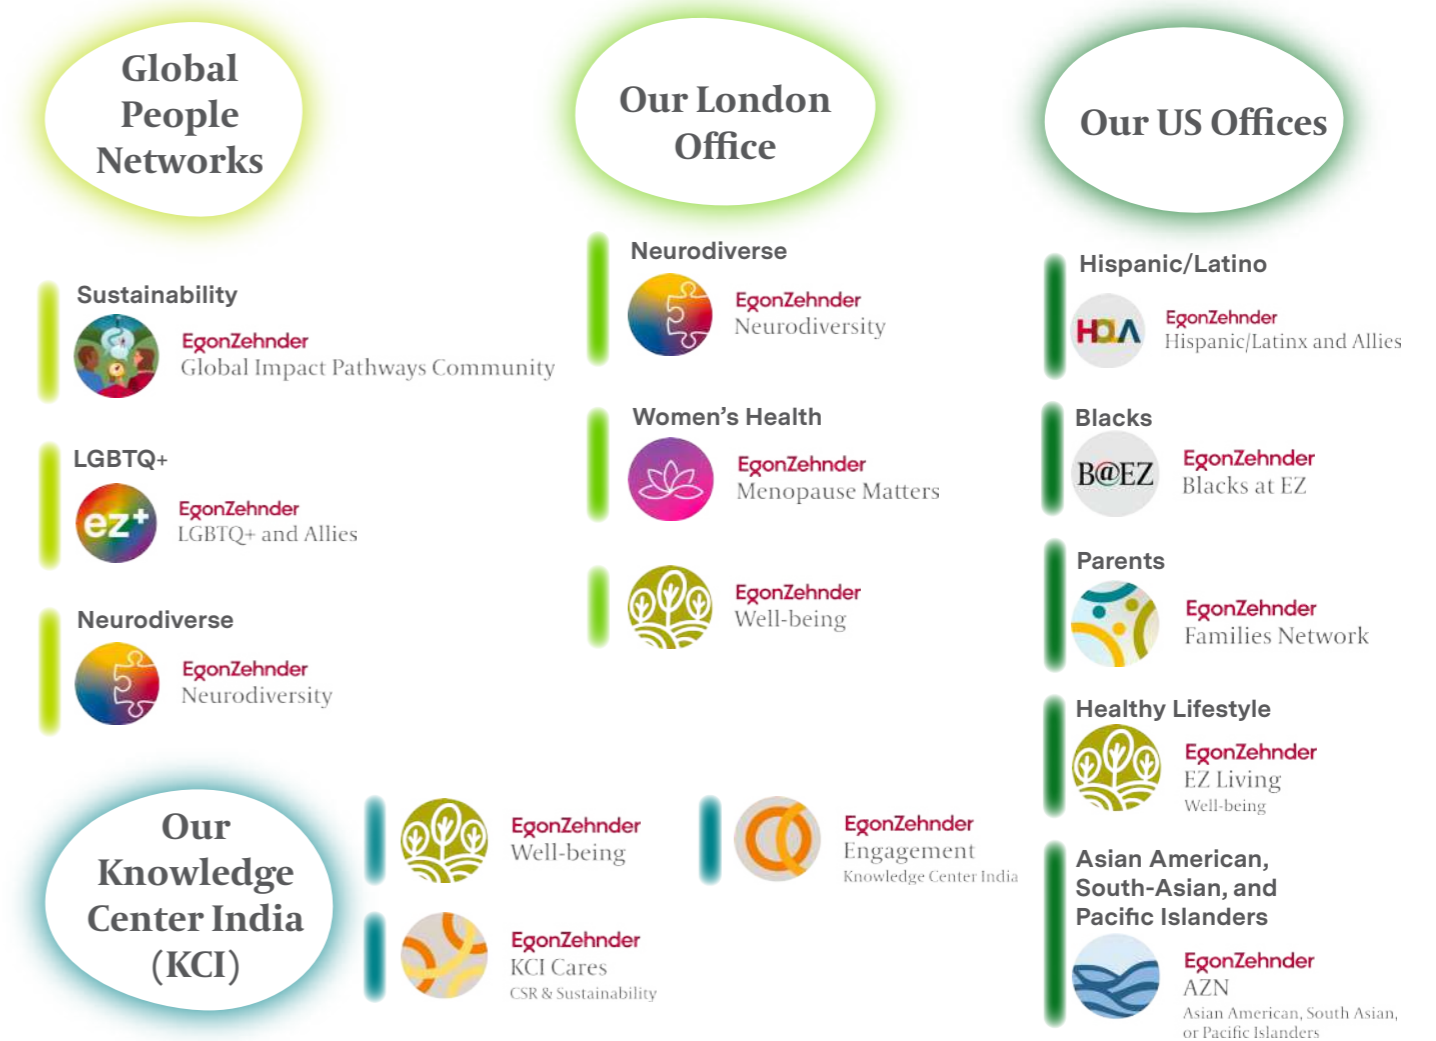 Global
People
Networks
Sustainability
EgonZehnder
Global Impact Pathways Community
LGBTQ+
ez+
EgonZehnder
LGBTQ+ and Allies
Neurodiverse
EgonZehnder
Neurodiversity
Our London
Office
Neurodiverse
EgonZehnder
Neurodiversity
Women's Health
EgonZehnder
Menopause Matters
EgonZehnder
Well-being
Our US Offices
Hispanic/Latino
HOLA
EgonZehnder
Hispanic/Latinx and Allies
Blacks
B@EZ
EgonZehnder
Blacks at EZ
Parents
EgonZehnder
Families Network
Healthy Lifestyle
EgonZehnder
EZ Living
Well-being
Asian American,
South-Asian, and
Pacific Islanders
EgonZehnder
AZN
Asian American, South Asian,
or Pacific Islanders
Our
Knowledge
Center India
(KCI)
EgonZehnder
Well-being
EgonZehnder
KCI Cares
CSR & Sustainability
EgonZehnder
Engagement
Knowledge Center India